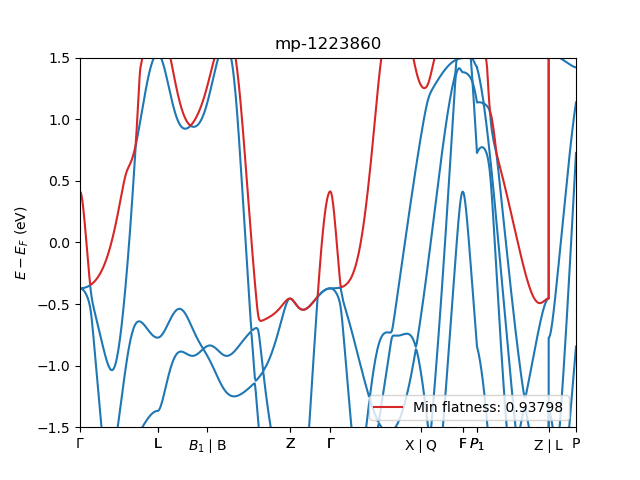 mp-1223860
1.5
1.0
0.5
0.0
−0.5
−1.0
−1.5
E − E_F (eV)
Min flatness: 0.93798
Γ L B₁ | B Z Γ X | Q F P₁ Z | L P